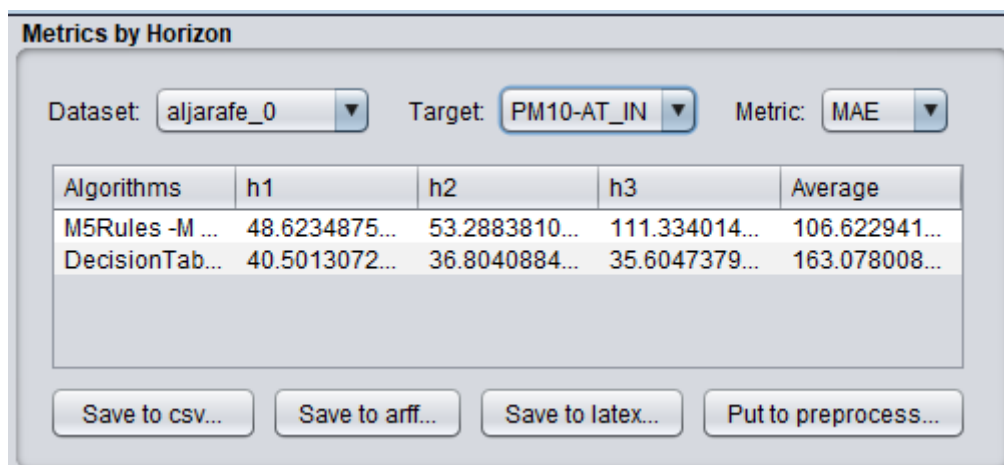 Metrics by Horizon
Dataset: aljarafe_0 Target: PM10-AT_IN Metric: MAE
Algorithms h1 h2 h3 Average
M5Rules -M ... 48.6234875... 53.2883810... 111.334014... 106.622941...
DecisionTab... 40.5013072... 36.8040884... 35.6047379... 163.078008...
Save to csv... Save to arff... Save to latex... Put to preprocess...